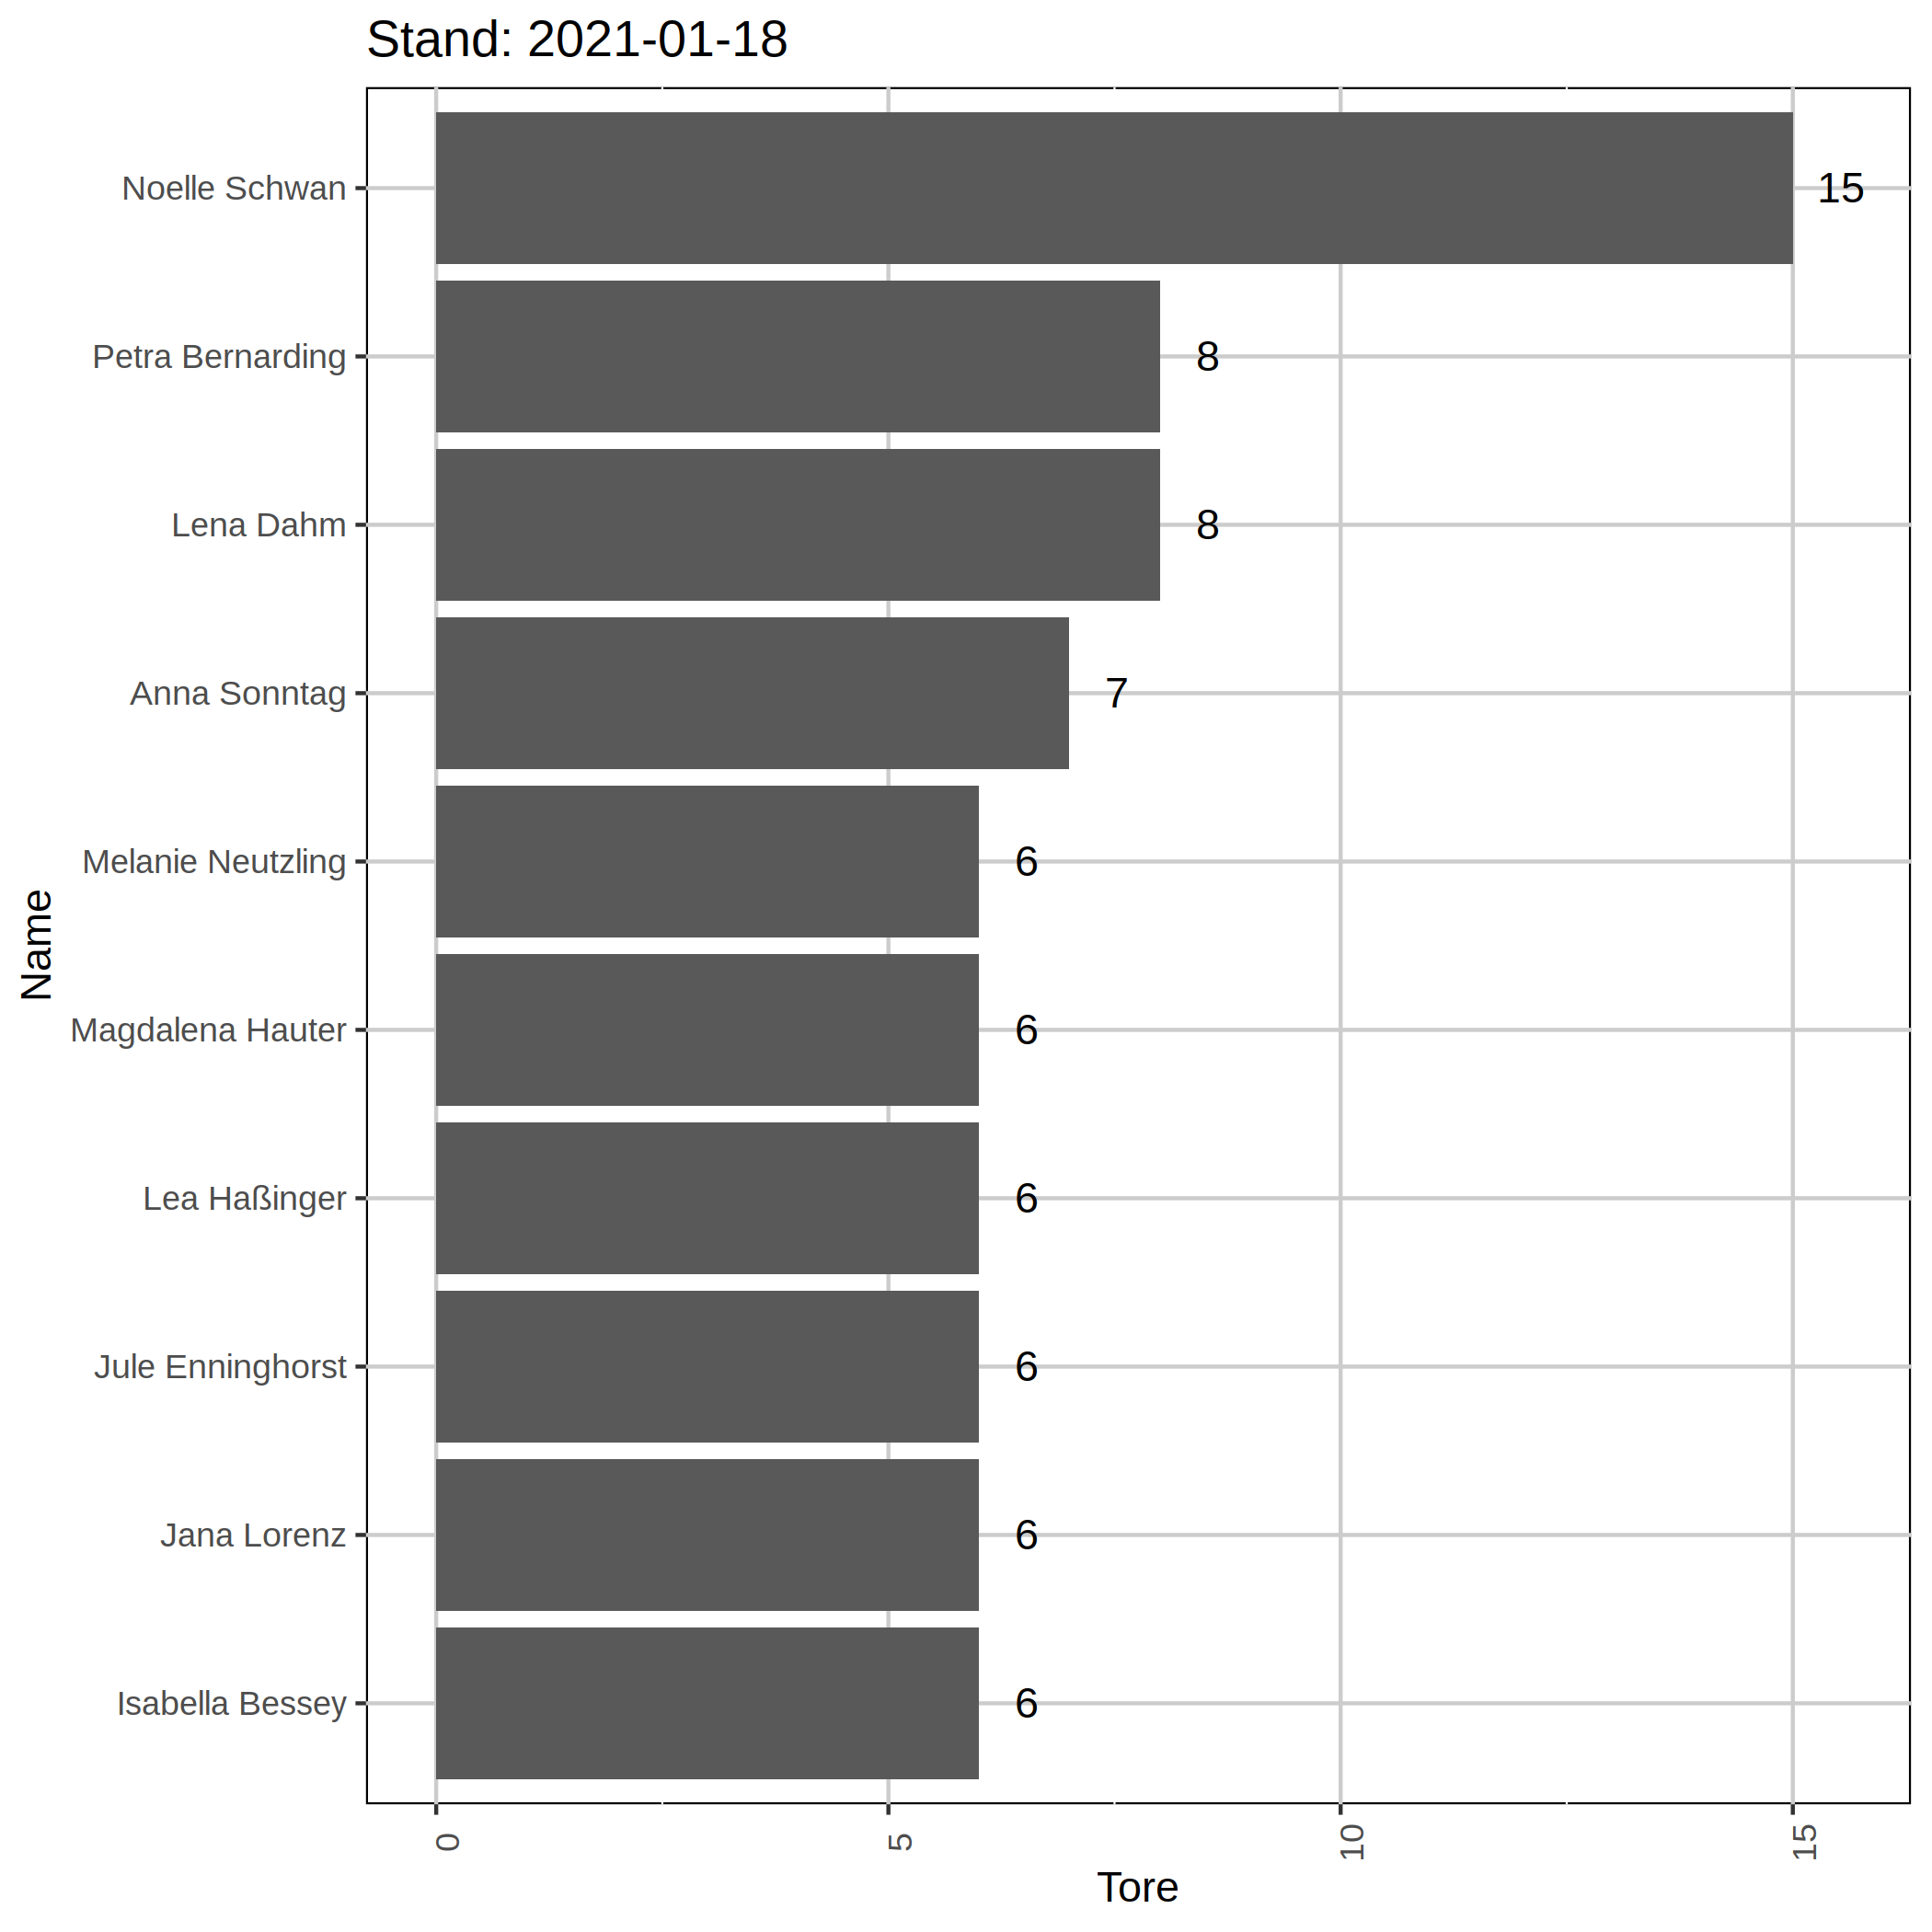 Stand: 2021-01-18
Noelle Schwan 15
Petra Bernarding 8
Lena Dahm 8
Anna Sonntag 7
Melanie Neutzling 6
Magdalena Hauter 6
Lea Haßinger 6
Jule Enninghorst 6
Jana Lorenz 6
Isabella Bessey 6
Name
0 5 10 15
Tore